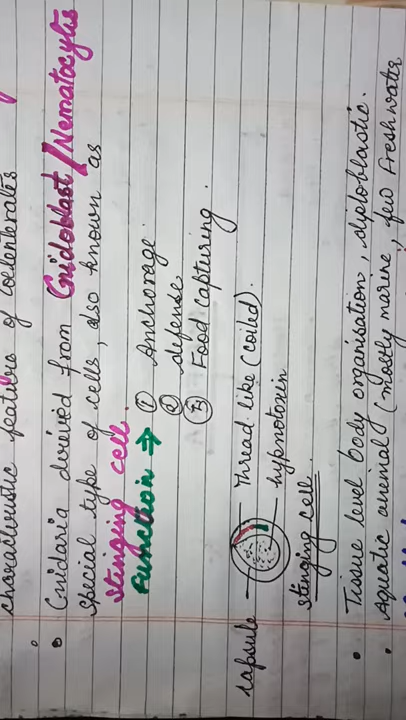 characteristic feature of coelenterates
• Cnidaria derived from Cnidoblast/Nematocytes
special type of cells, also known as
stinging cell.
Function ⇒ ① Anchorage
② defense
③ Food capturing.
capsule
Thread like (coiled).
hypnotoxin
stinging cell.
• Tissue level body organisation, diploblastic.
• Aquatic animal (mostly marine, few Freshwater